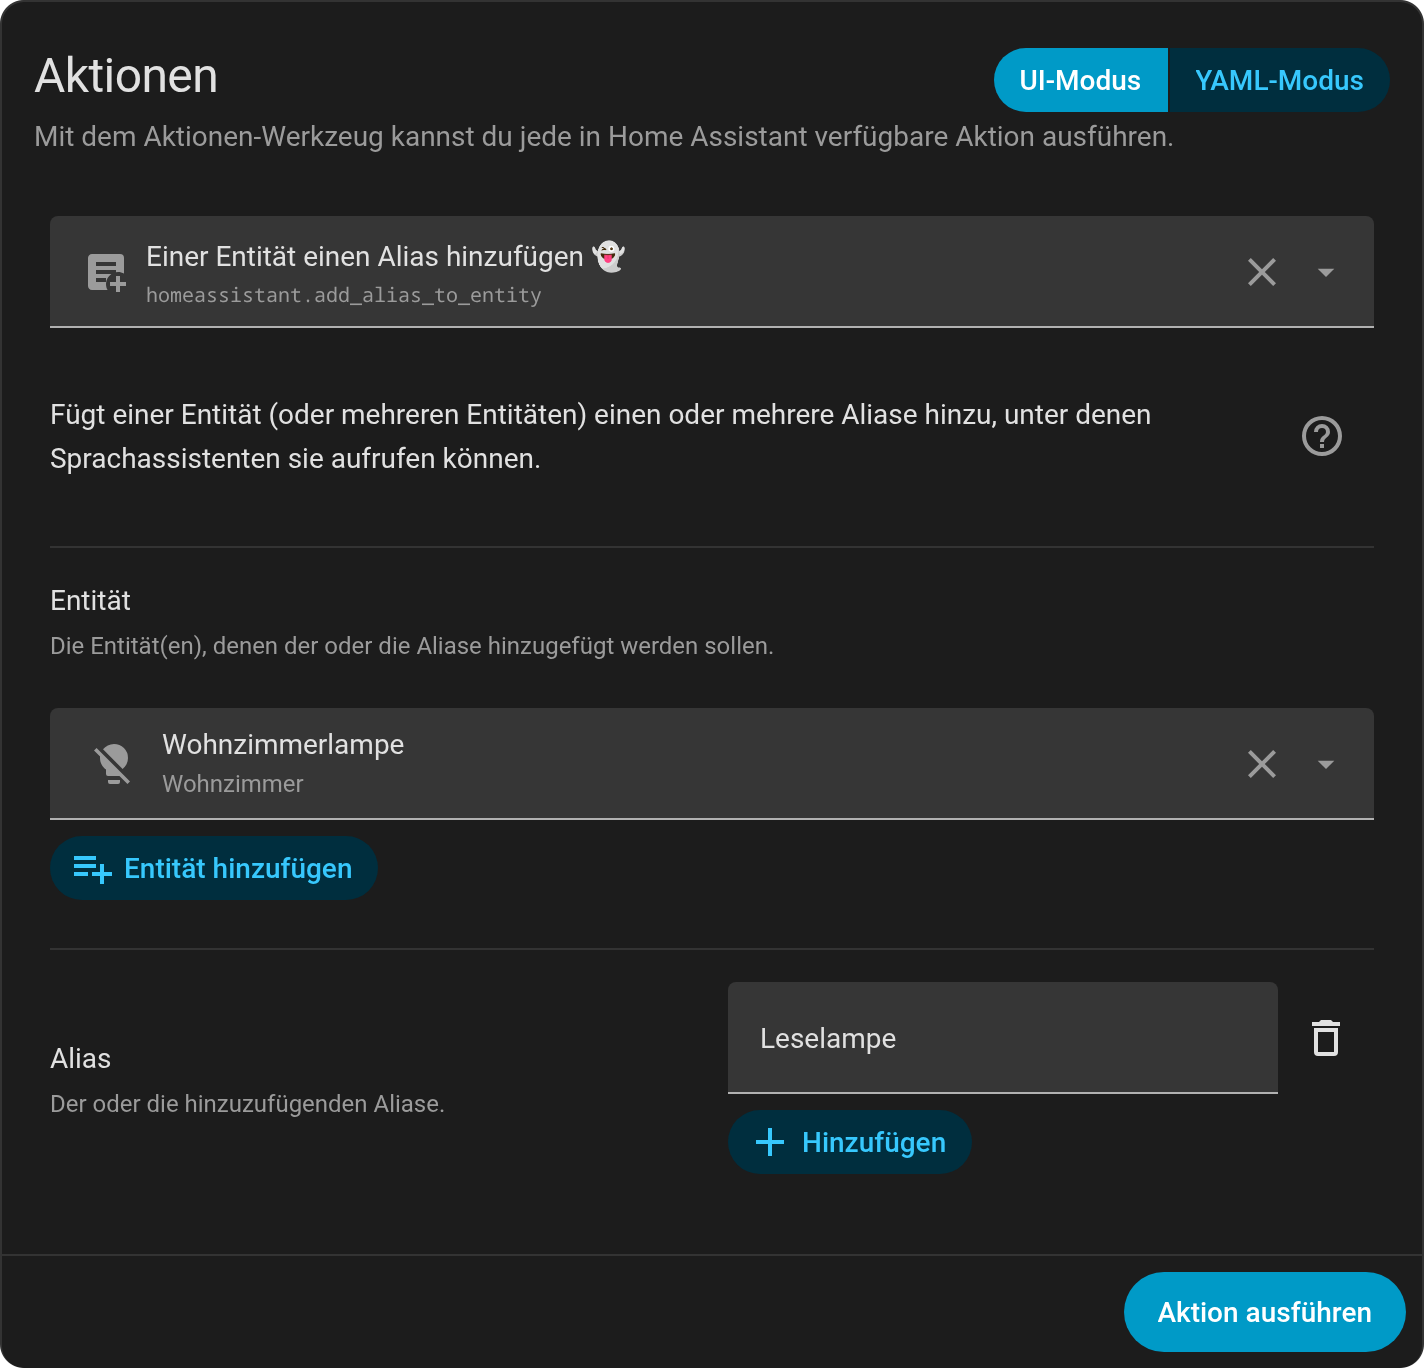 Aktionen
UI-Modus
YAML-Modus
Mit dem Aktionen-Werkzeug kannst du jede in Home Assistant verfügbare Aktion ausführen.
Einer Entität einen Alias hinzufügen 👻
homeassistant.add_alias_to_entity
Fügt einer Entität (oder mehreren Entitäten) einen oder mehrere Aliase hinzu, unter denen
Sprachassistenten sie aufrufen können.
Entität
Die Entität(en), denen der oder die Aliase hinzugefügt werden sollen.
Wohnzimmerlampe
Wohnzimmer
Entität hinzufügen
Leselampe
Alias
Der oder die hinzuzufügenden Aliase.
Hinzufügen
Aktion ausführen